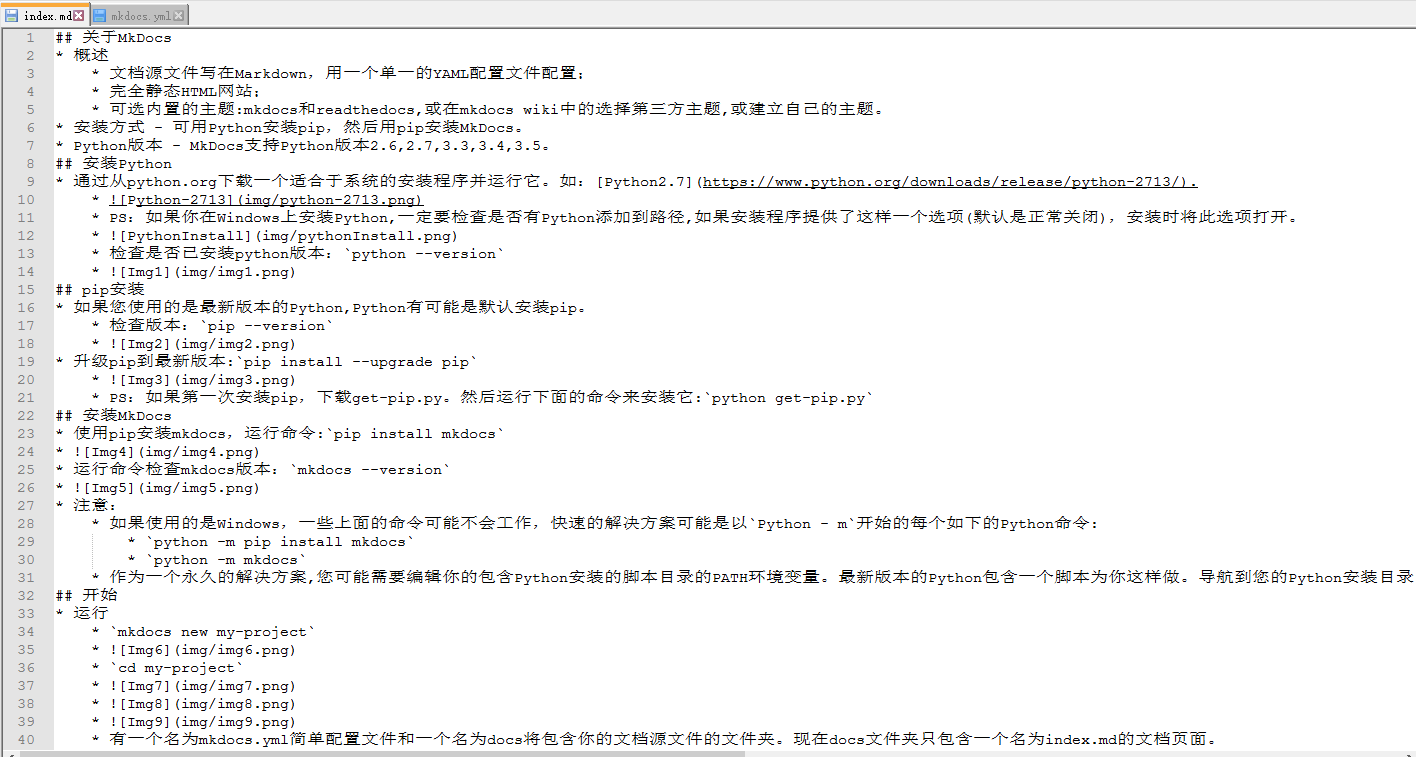 index.md mkdocs.yml
1 ## 关于MkDocs
2 * 概述
3 * 文档源文件写在Markdown，用一个单一的YAML配置文件配置；
4 * 完全静态HTML网站；
5 * 可选内置的主题:mkdocs和readthedocs,或在mkdocs wiki中的选择第三方主题,或建立自己的主题。
6 * 安装方式 - 可用Python安装pip，然后用pip安装MkDocs。
7 * Python版本 - MkDocs支持Python版本2.6,2.7,3.3,3.4,3.5。
8 ## 安装Python
9 * 通过从python.org下载一个适合于系统的安装程序并运行它。如：[Python2.7](https://www.python.org/downloads/release/python-2713/).
10 * ![Python-2713](img/python-2713.png)
11 * PS：如果你在Windows上安装Python,一定要检查是否有Python添加到路径,如果安装程序提供了这样一个选项(默认是正常关闭)，安装时将此选项打开。
12 * ![PythonInstall](img/pythonInstall.png)
13 * 检查是否已安装python版本：`python --version`
14 * ![Img1](img/img1.png)
15 ## pip安装
16 * 如果您使用的是最新版本的Python,Python有可能是默认安装pip。
17 * 检查版本：`pip --version`
18 * ![Img2](img/img2.png)
19 * 升级pip到最新版本:`pip install --upgrade pip`
20 * ![Img3](img/img3.png)
21 * PS：如果第一次安装pip，下载get-pip.py。然后运行下面的命令来安装它:`python get-pip.py`
22 ## 安装MkDocs
23 * 使用pip安装mkdocs，运行命令:`pip install mkdocs`
24 * ![Img4](img/img4.png)
25 * 运行命令检查mkdocs版本：`mkdocs --version`
26 * ![Img5](img/img5.png)
27 * 注意：
28 * 如果使用的是Windows，一些上面的命令可能不会工作，快速的解决方案可能是以`Python - m`开始的每个如下的Python命令：
29 * `python -m pip install mkdocs`
30 * `python -m mkdocs`
31 * 作为一个永久的解决方案,您可能需要编辑你的包含Python安装的脚本目录的PATH环境变量。最新版本的Python包含一个脚本为你这样做。导航到您的Python安装目录
32 ## 开始
33 * 运行
34 * `mkdocs new my-project`
35 * ![Img6](img/img6.png)
36 * `cd my-project`
37 * ![Img7](img/img7.png)
38 * ![Img8](img/img8.png)
39 * ![Img9](img/img9.png)
40 * 有一个名为mkdocs.yml简单配置文件和一个名为docs将包含你的文档源文件的文件夹。现在docs文件夹只包含一个名为index.md的文档页面。